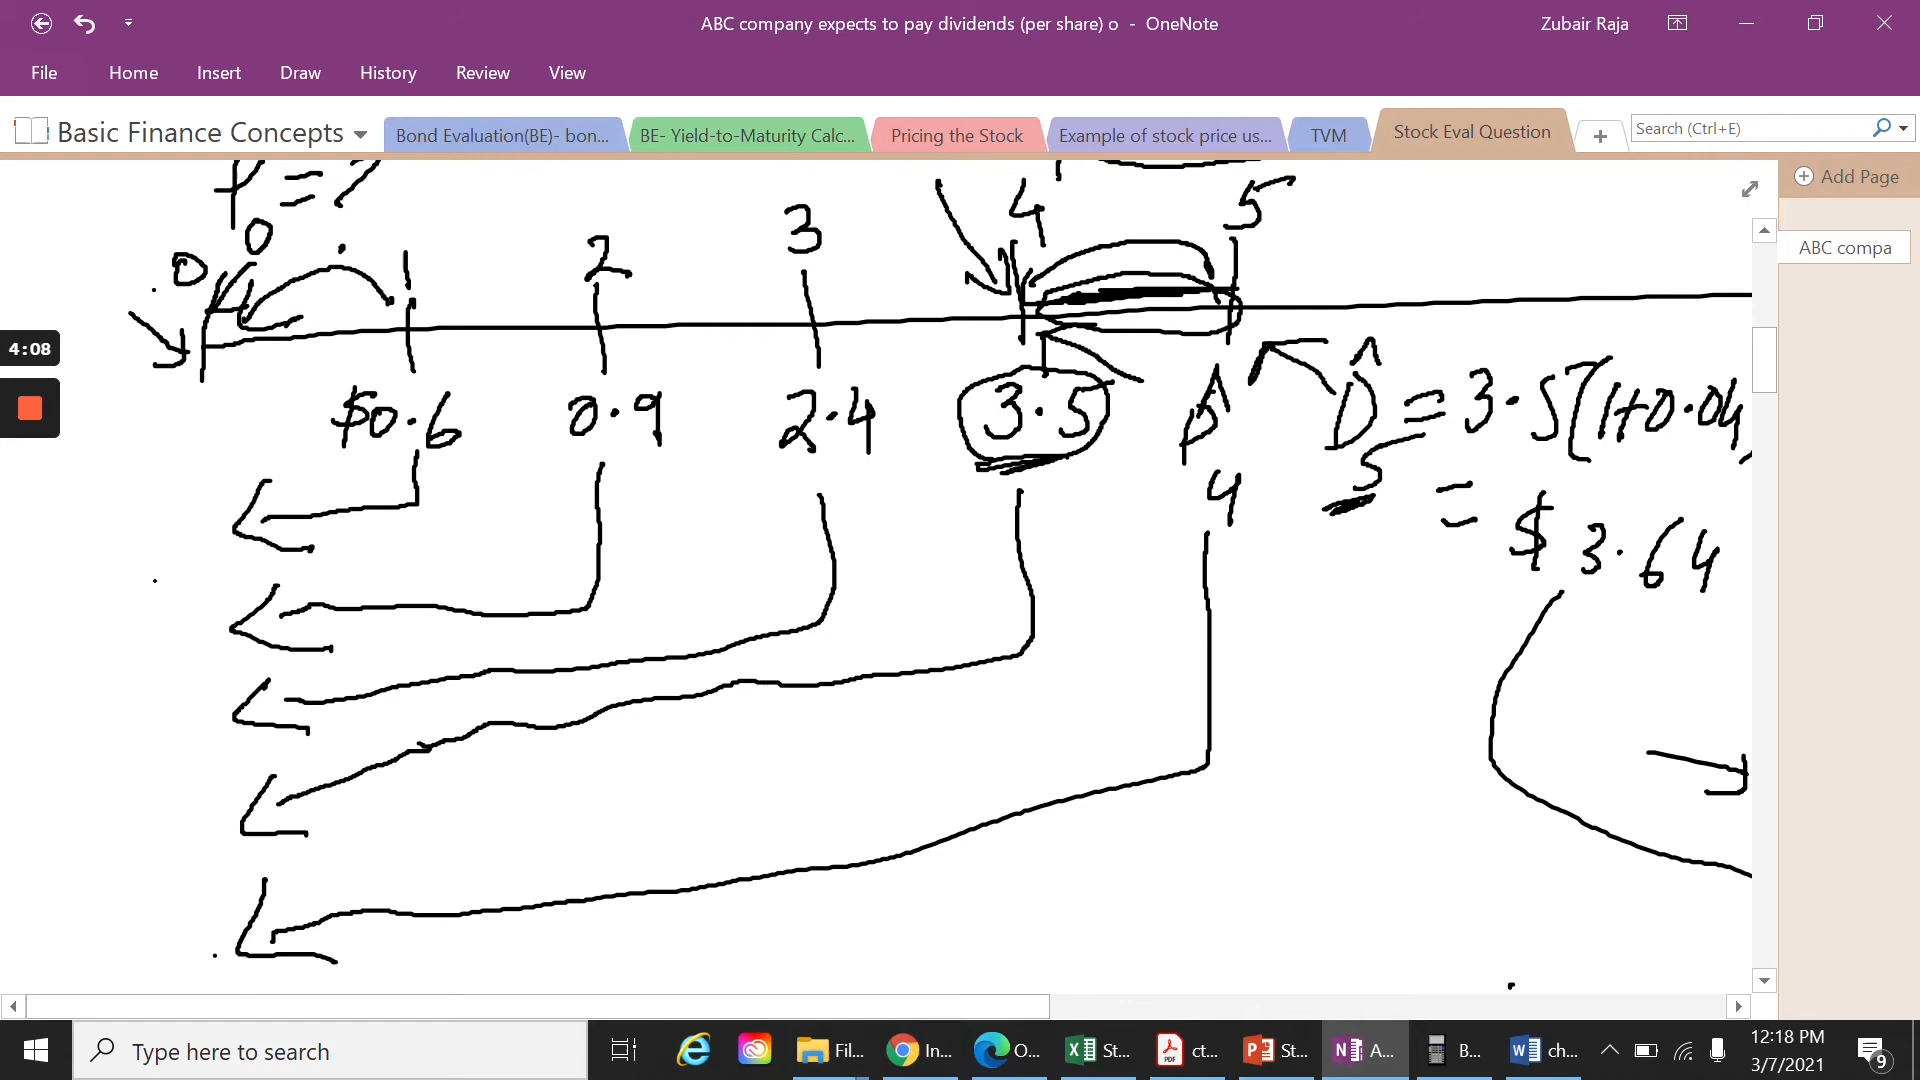 ABC company expects to pay dividends (per share) o - OneNote
Zubair Raja
File Home Insert Draw History Review View
Basic Finance Concepts
Bond Evaluation(BE)- bon...
BE- Yield-to-Maturity Calc...
Pricing the Stock
Example of stock price us...
TVM
Stock Eval Question
+
Search (Ctrl+E)
Add Page
ABC compa
P = ?
0 0 1 2 3 4 5
4:08
$0.6 0.9 2.4 3.5 P̂4 D̂5 = 3.5(1+0.04)
= $3.64
Type here to search
Fil...
In...
O...
St...
ct...
St...
A...
B...
ch...
12:18 PM
3/7/2021
9